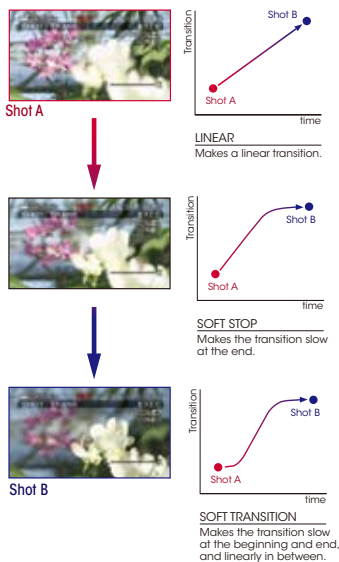 Shot A
Shot B
Transition
Shot B
Shot A
time
LINEAR
Makes a linear transition.
Transition
Shot B
Shot A
time
SOFT STOP
Makes the transition slow
at the end.
Transition
Shot B
Shot A
time
SOFT TRANSITION
Makes the transition slow
at the beginning and end,
and linearly in between.